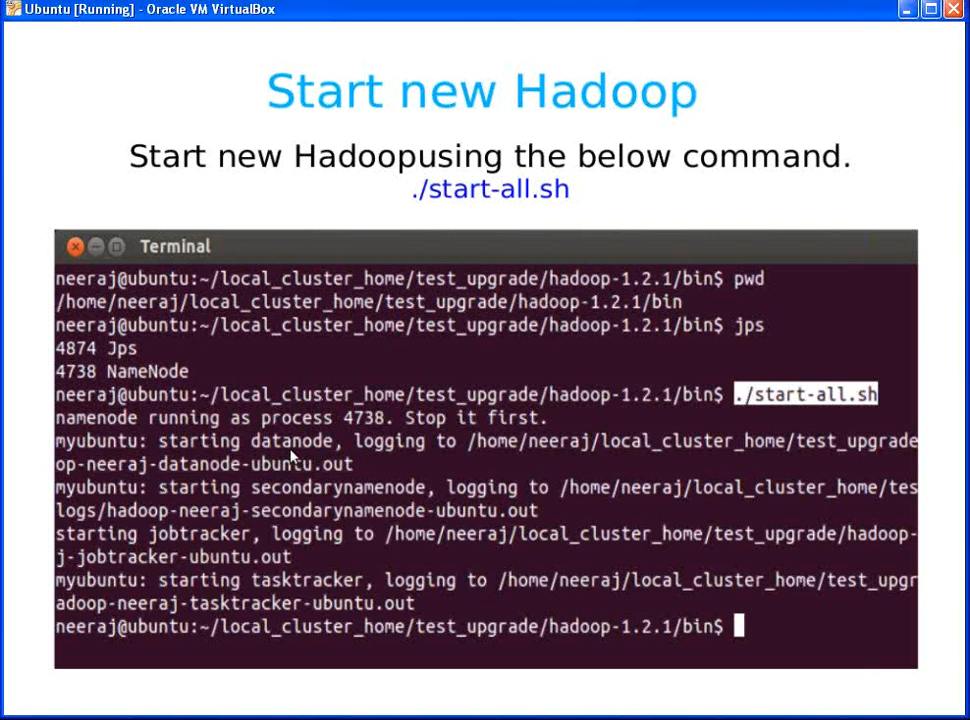 Ubuntu [Running] - Oracle VM VirtualBox
Start new Hadoop
Start new Hadoopusing the below command.
./start-all.sh
Terminal
neeraj@ubuntu:~/local_cluster_home/test_upgrade/hadoop-1.2.1/bin$ pwd
/home/neeraj/local_cluster_home/test_upgrade/hadoop-1.2.1/bin
neeraj@ubuntu:~/local_cluster_home/test_upgrade/hadoop-1.2.1/bin$ jps
4874 Jps
4738 NameNode
neeraj@ubuntu:~/local_cluster_home/test_upgrade/hadoop-1.2.1/bin$ ./start-all.sh
namenode running as process 4738. Stop it first.
myubuntu: starting datanode, logging to /home/neeraj/local_cluster_home/test_upgrade
op-neeraj-datanode-ubuntu.out
myubuntu: starting secondarynamenode, logging to /home/neeraj/local_cluster_home/tes
logs/hadoop-neeraj-secondarynamenode-ubuntu.out
starting jobtracker, logging to /home/neeraj/local_cluster_home/test_upgrade/hadoop-
j-jobtracker-ubuntu.out
myubuntu: starting tasktracker, logging to /home/neeraj/local_cluster_home/test_upgr
adoop-neeraj-tasktracker-ubuntu.out
neeraj@ubuntu:~/local_cluster_home/test_upgrade/hadoop-1.2.1/bin$